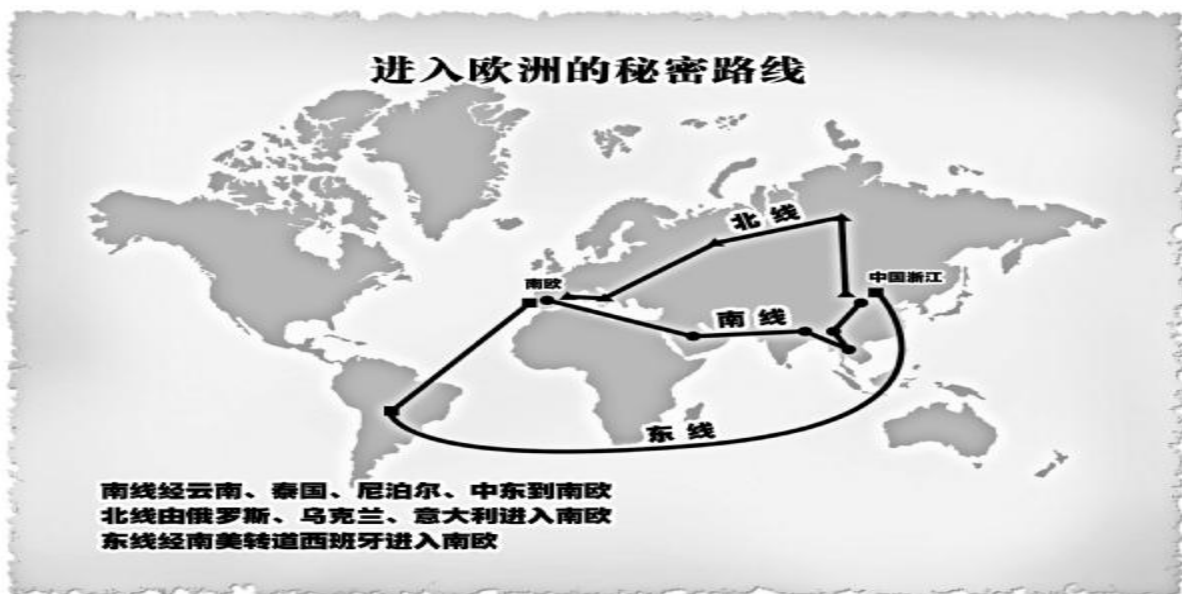 进入欧洲的秘密路线
北线
中国浙江
南欧
南线
东线
南线经云南、泰国、尼泊尔、中东到南欧
北线由俄罗斯、乌克兰、意大利进入南欧
东线经南美转道西班牙进入南欧